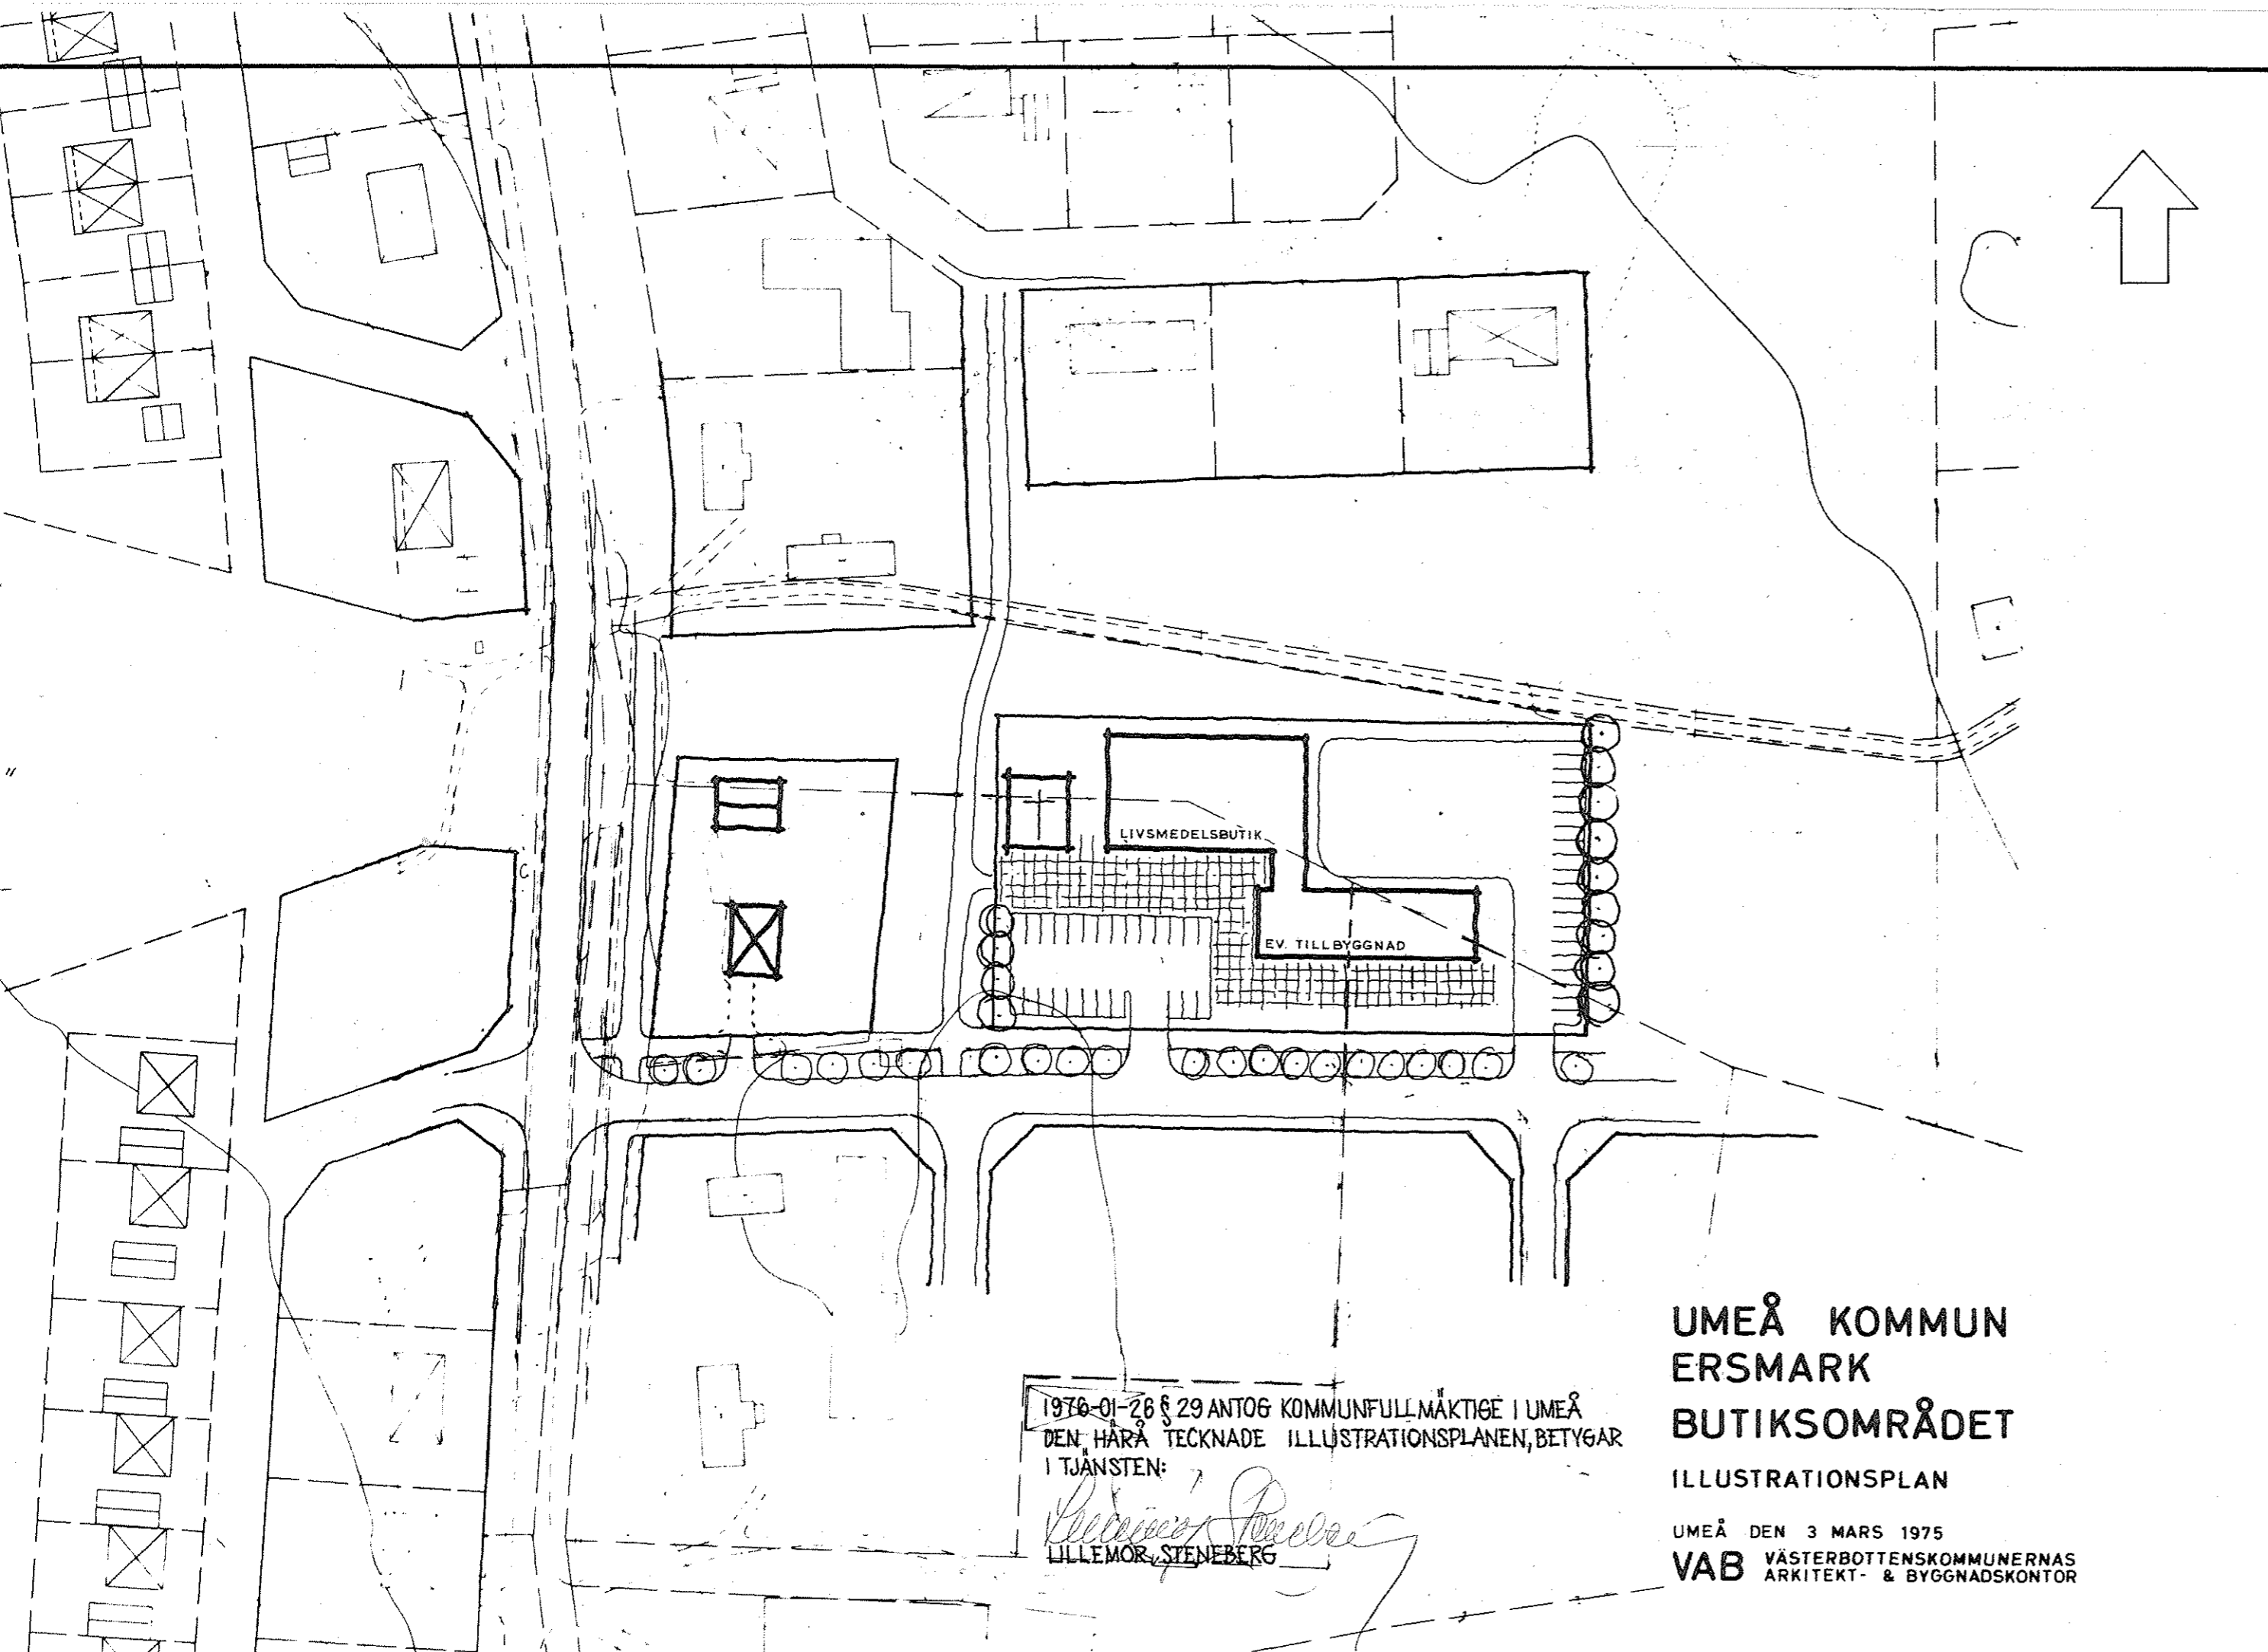 LIVSMEDELSBUTIK
EV. TILLBYGGNAD
1976-01-26 § 29 ANTOG KOMMUNFULLMÄKTIGE I UMEÅ
DEN HÄRÅ TECKNADE ILLUSTRATIONSPLANEN, BETYGAR
I TJÄNSTEN:
LILLEMOR STENEBERG
UMEÅ KOMMUN
ERSMARK
BUTIKSOMRÅDET
ILLUSTRATIONSPLAN
UMEÅ DEN 3 MARS 1975
VAB VÄSTERBOTTENSKOMMUNERNAS
ARKITEKT- & BYGGNADSKONTOR